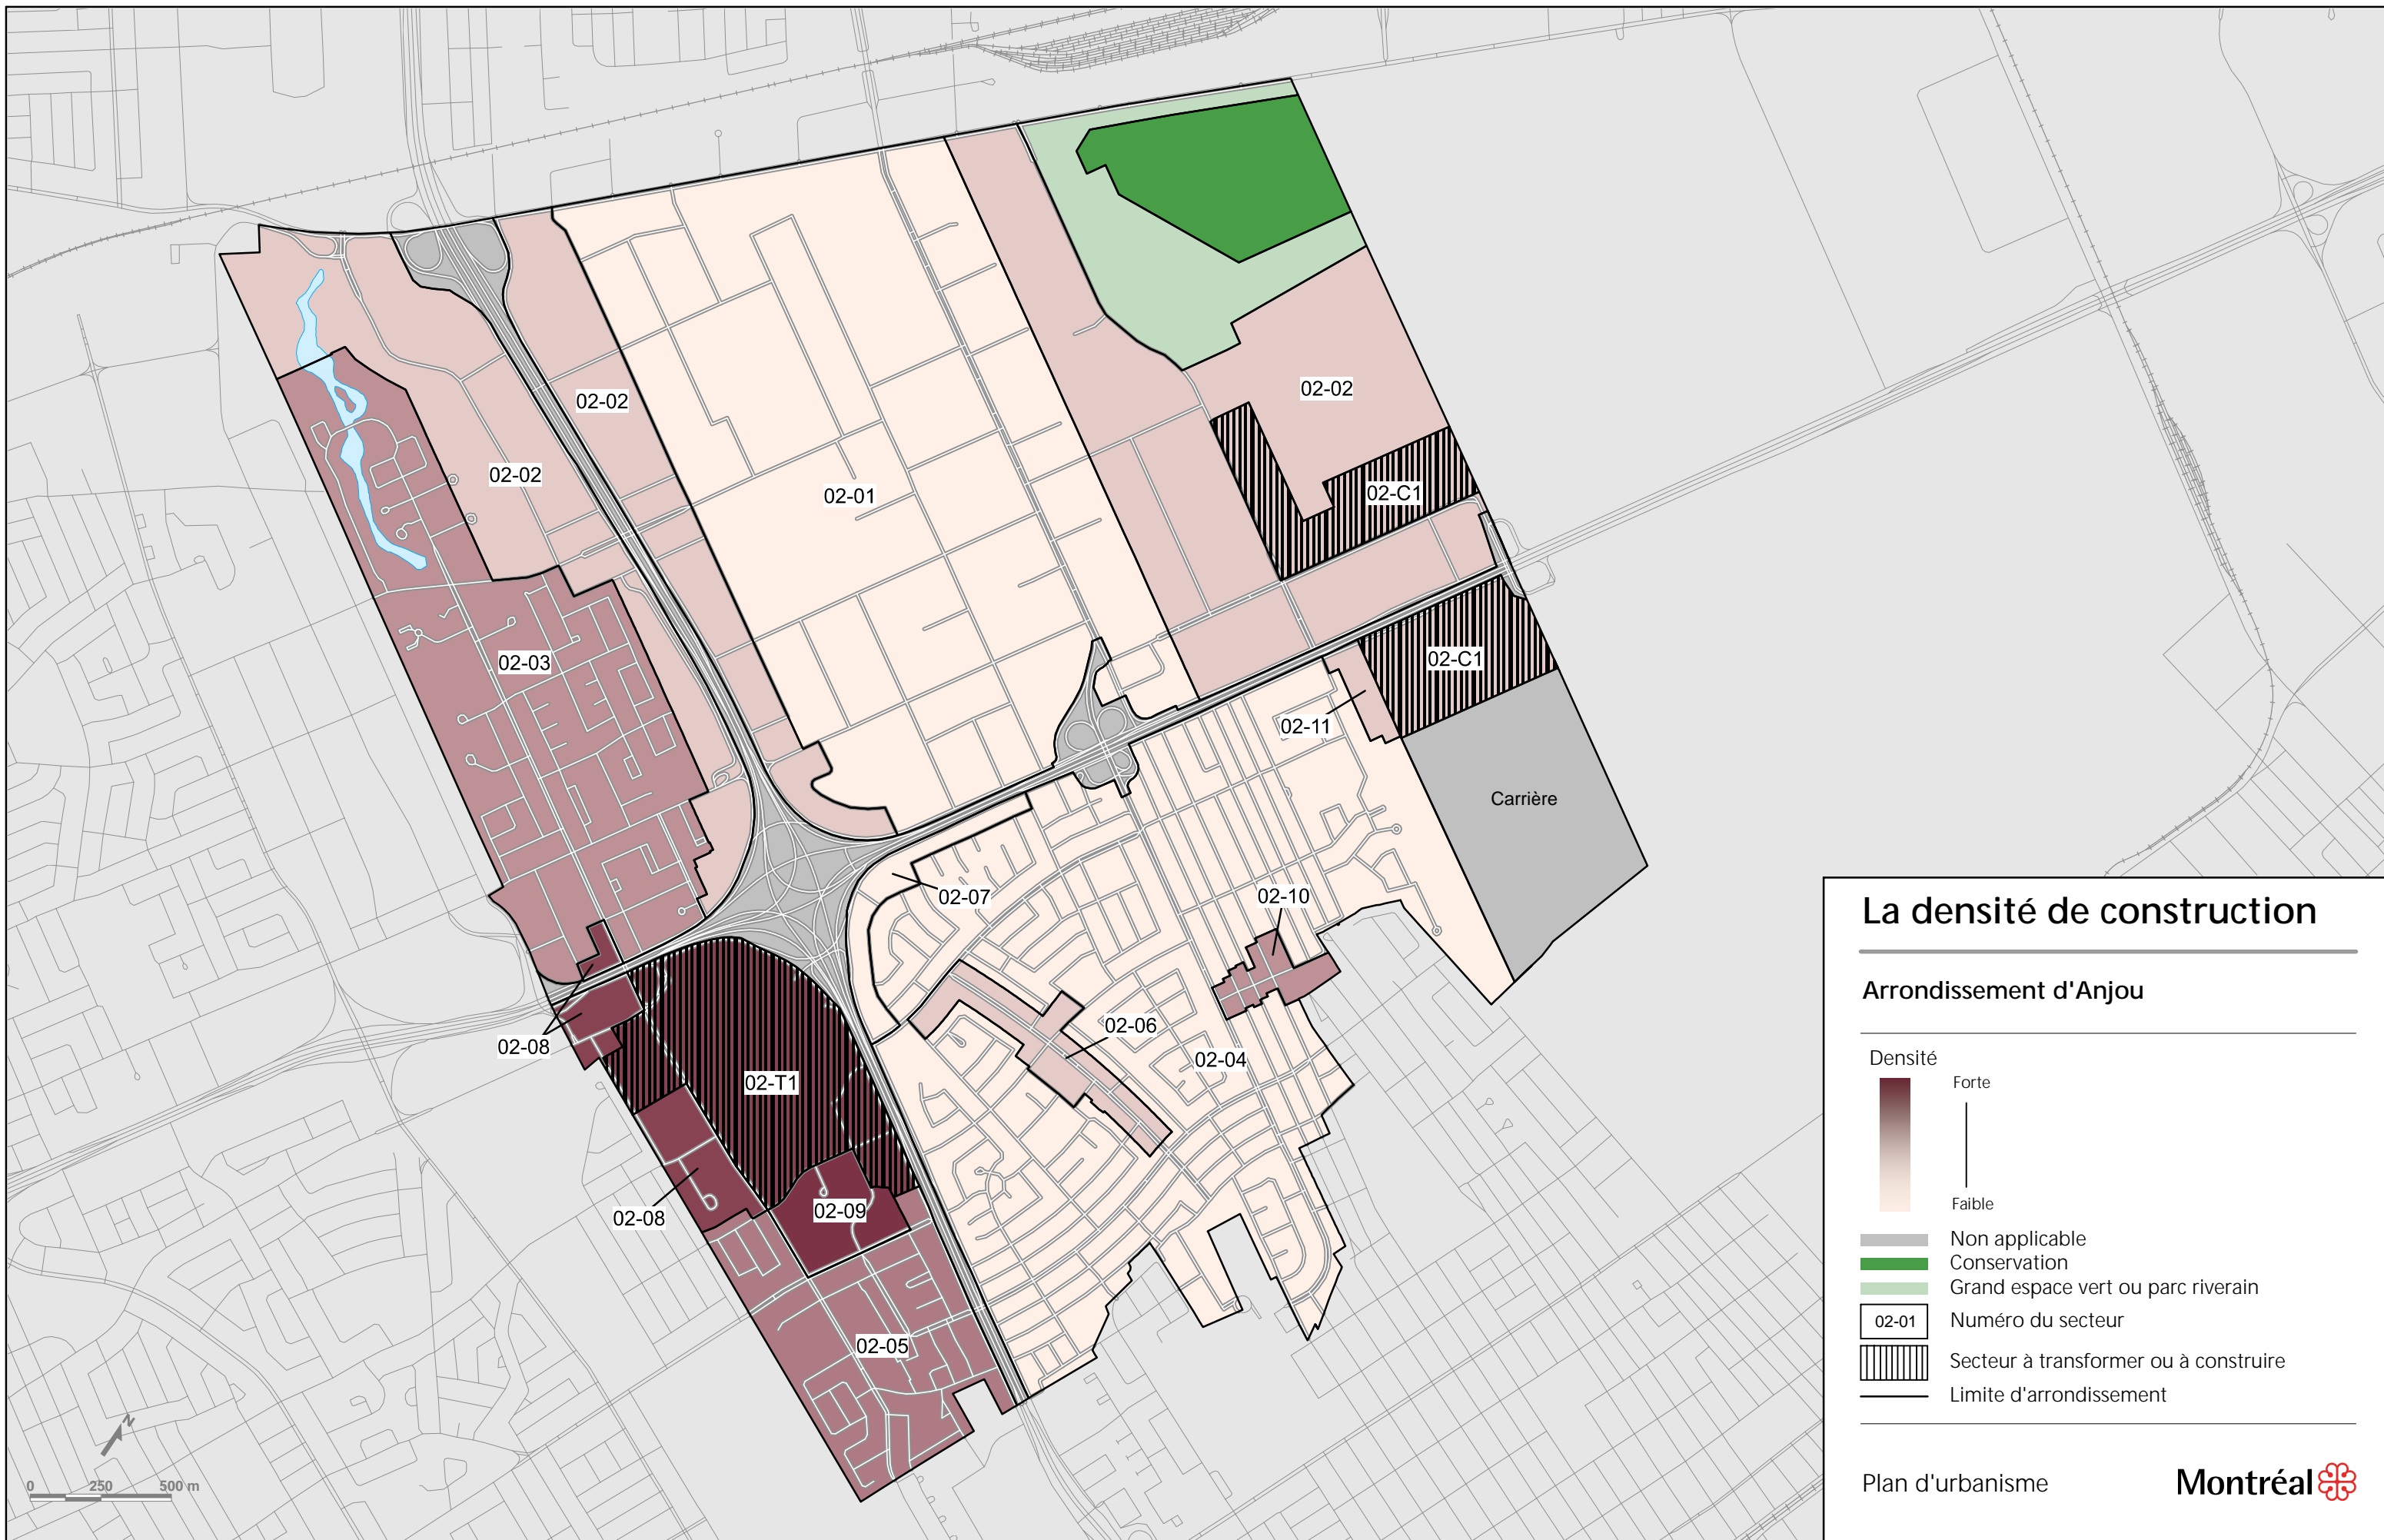 02-02
02-02
02-02
02-01
02-C1
02-03
02-C1
02-11
Carrière
02-07
02-10
02-06
02-08
02-04
02-T1
02-09
02-08
02-05
N
0 250 500 m
La densité de construction
Arrondissement d'Anjou
Densité
Forte
Faible
Non applicable
Conservation
Grand espace vert ou parc riverain
02-01 Numéro du secteur
Secteur à transformer ou à construire
Limite d'arrondissement
Plan d'urbanisme
Montréal